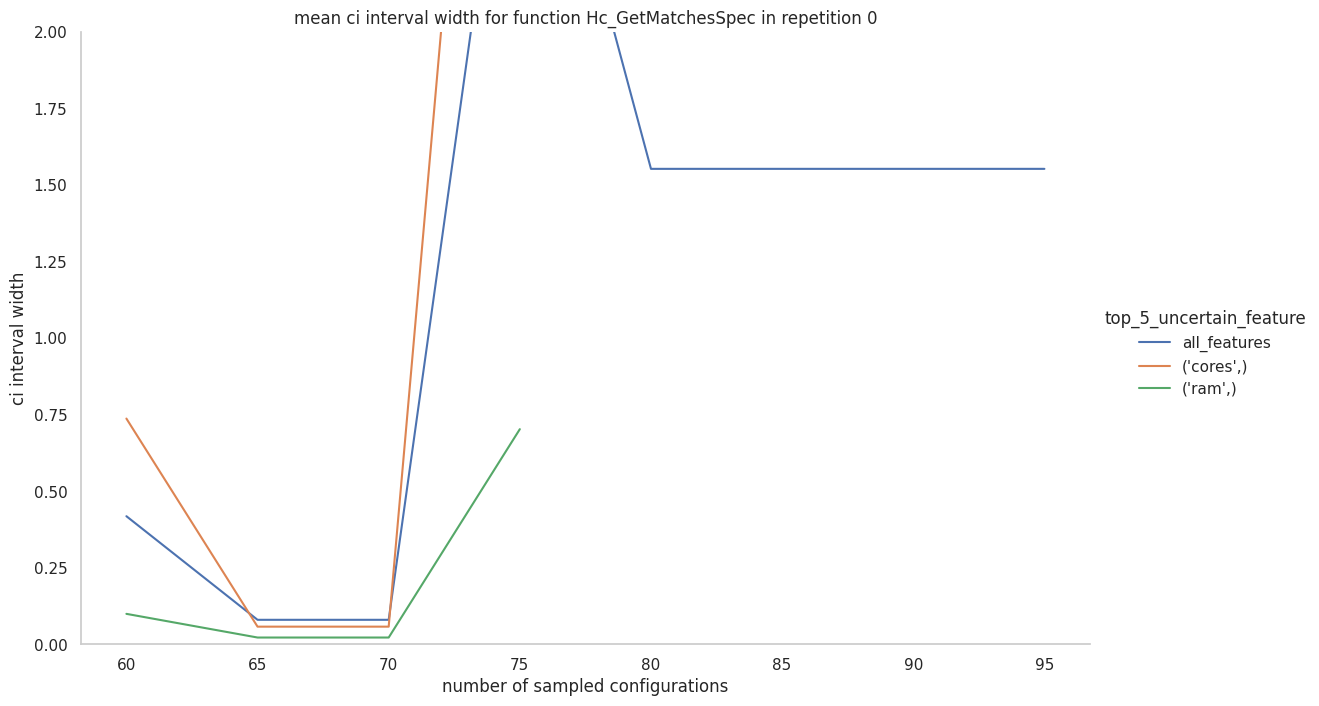 mean ci interval width for function Hc_GetMatchesSpec in repetition 0
2.00
1.75
1.50
1.25
1.00
0.75
0.50
0.25
0.00
ci interval width
60 65 70 75 80 85 90 95
number of sampled configurations
top_5_uncertain_feature
all_features
('cores',)
('ram',)